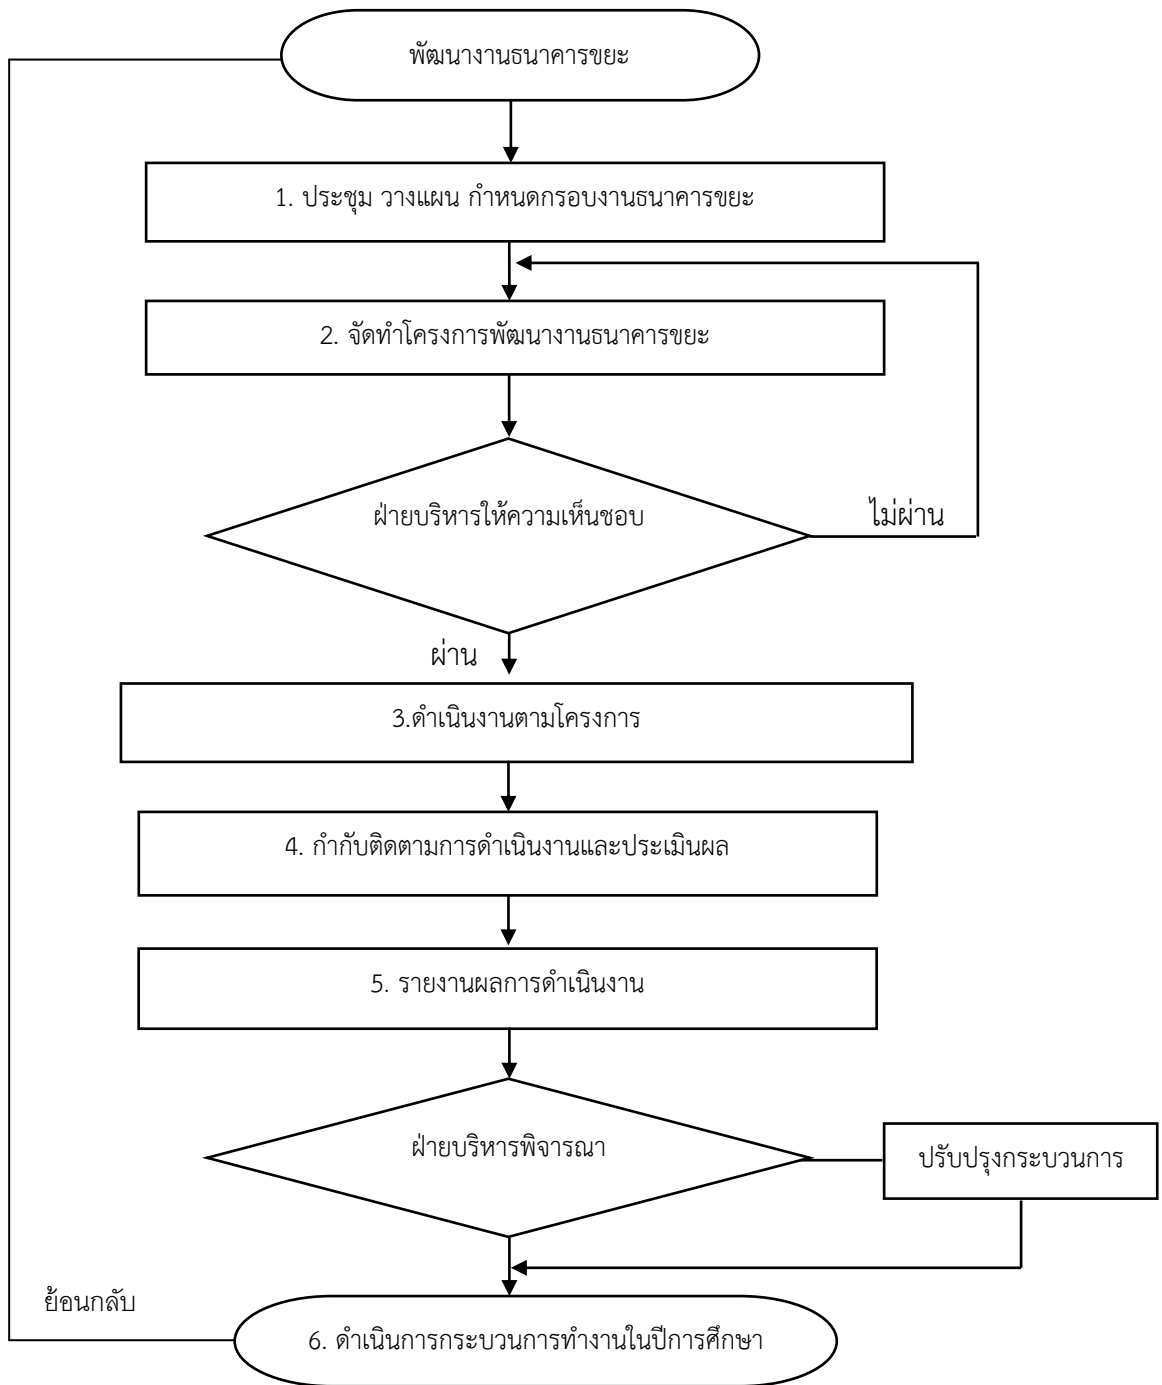 พัฒนางานธนาคารขยะ
1. ประชุม วางแผน กำหนดกรอบงานธนาคารขยะ
2. จัดทำโครงการพัฒนางานธนาคารขยะ
ฝ่ายบริหารให้ความเห็นชอบ
ไม่ผ่าน
ผ่าน
3.ดำเนินงานตามโครงการ
4. กำกับติดตามการดำเนินงานและประเมินผล
5. รายงานผลการดำเนินงาน
ฝ่ายบริหารพิจารณา
ปรับปรุงกระบวนการ
ย้อนกลับ
6. ดำเนินการกระบวนการทำงานในปีการศึกษา